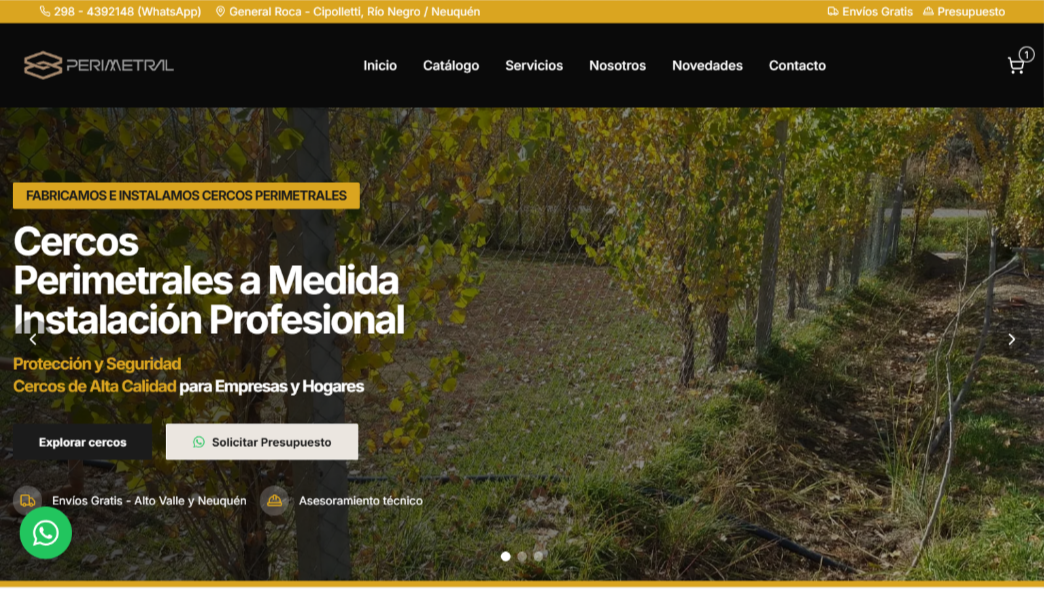 298 - 4392148 (WhatsApp)
General Roca - Cipolletti, Río Negro / Neuquén
Envíos Gratis
Presupuesto
PERIMETRAL
Inicio
Catálogo
Servicios
Nosotros
Novedades
Contacto
1
FABRICAMOS E INSTALAMOS CERCOS PERIMETRALES
Cercos
Perimetrales a Medida
Instalación Profesional
Protección y Seguridad
Cercos de Alta Calidad para Empresas y Hogares
Explorar cercos
Solicitar Presupuesto
Envíos Gratis - Alto Valle y Neuquén
Asesoramiento técnico